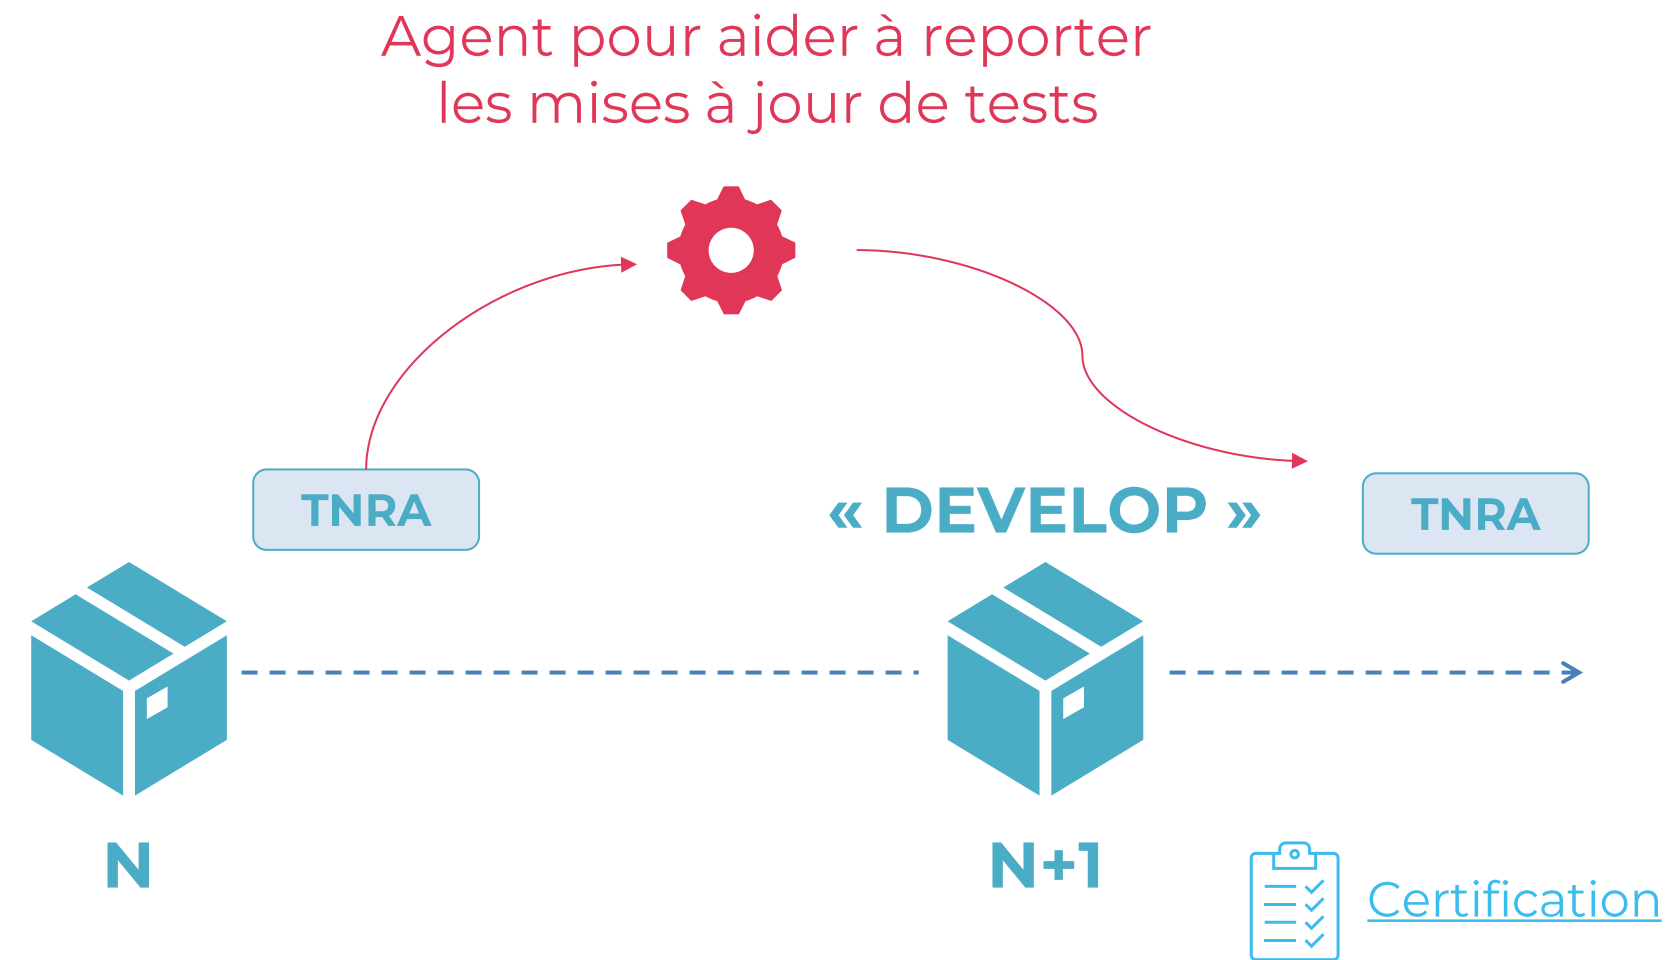 Agent pour aider à reporter
les mises à jour de tests
TNRA
« DEVELOP »
TNRA
N
N+1
Certification